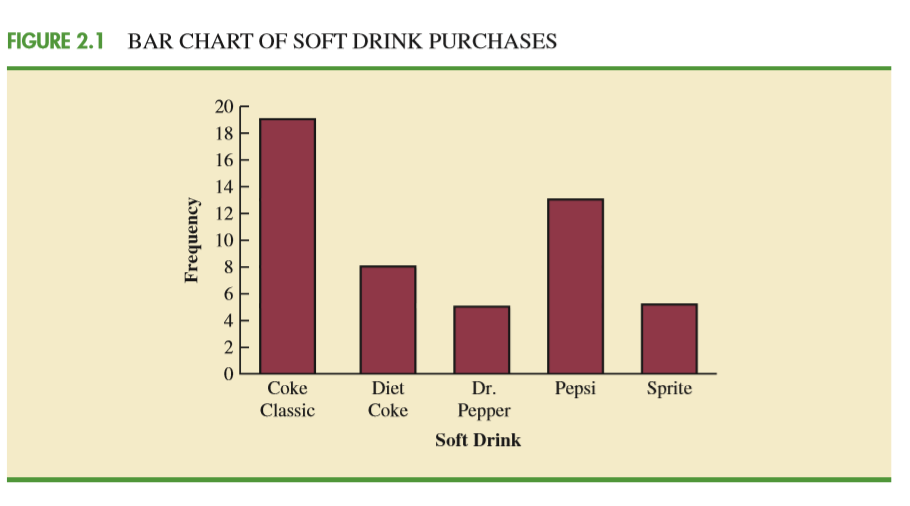 FIGURE 2.1 BAR CHART OF SOFT DRINK PURCHASES
20
18
16
14
12
10
8
6
4
2
0
Frequency
Coke Classic
Diet Coke
Dr. Pepper
Pepsi
Sprite
Soft Drink